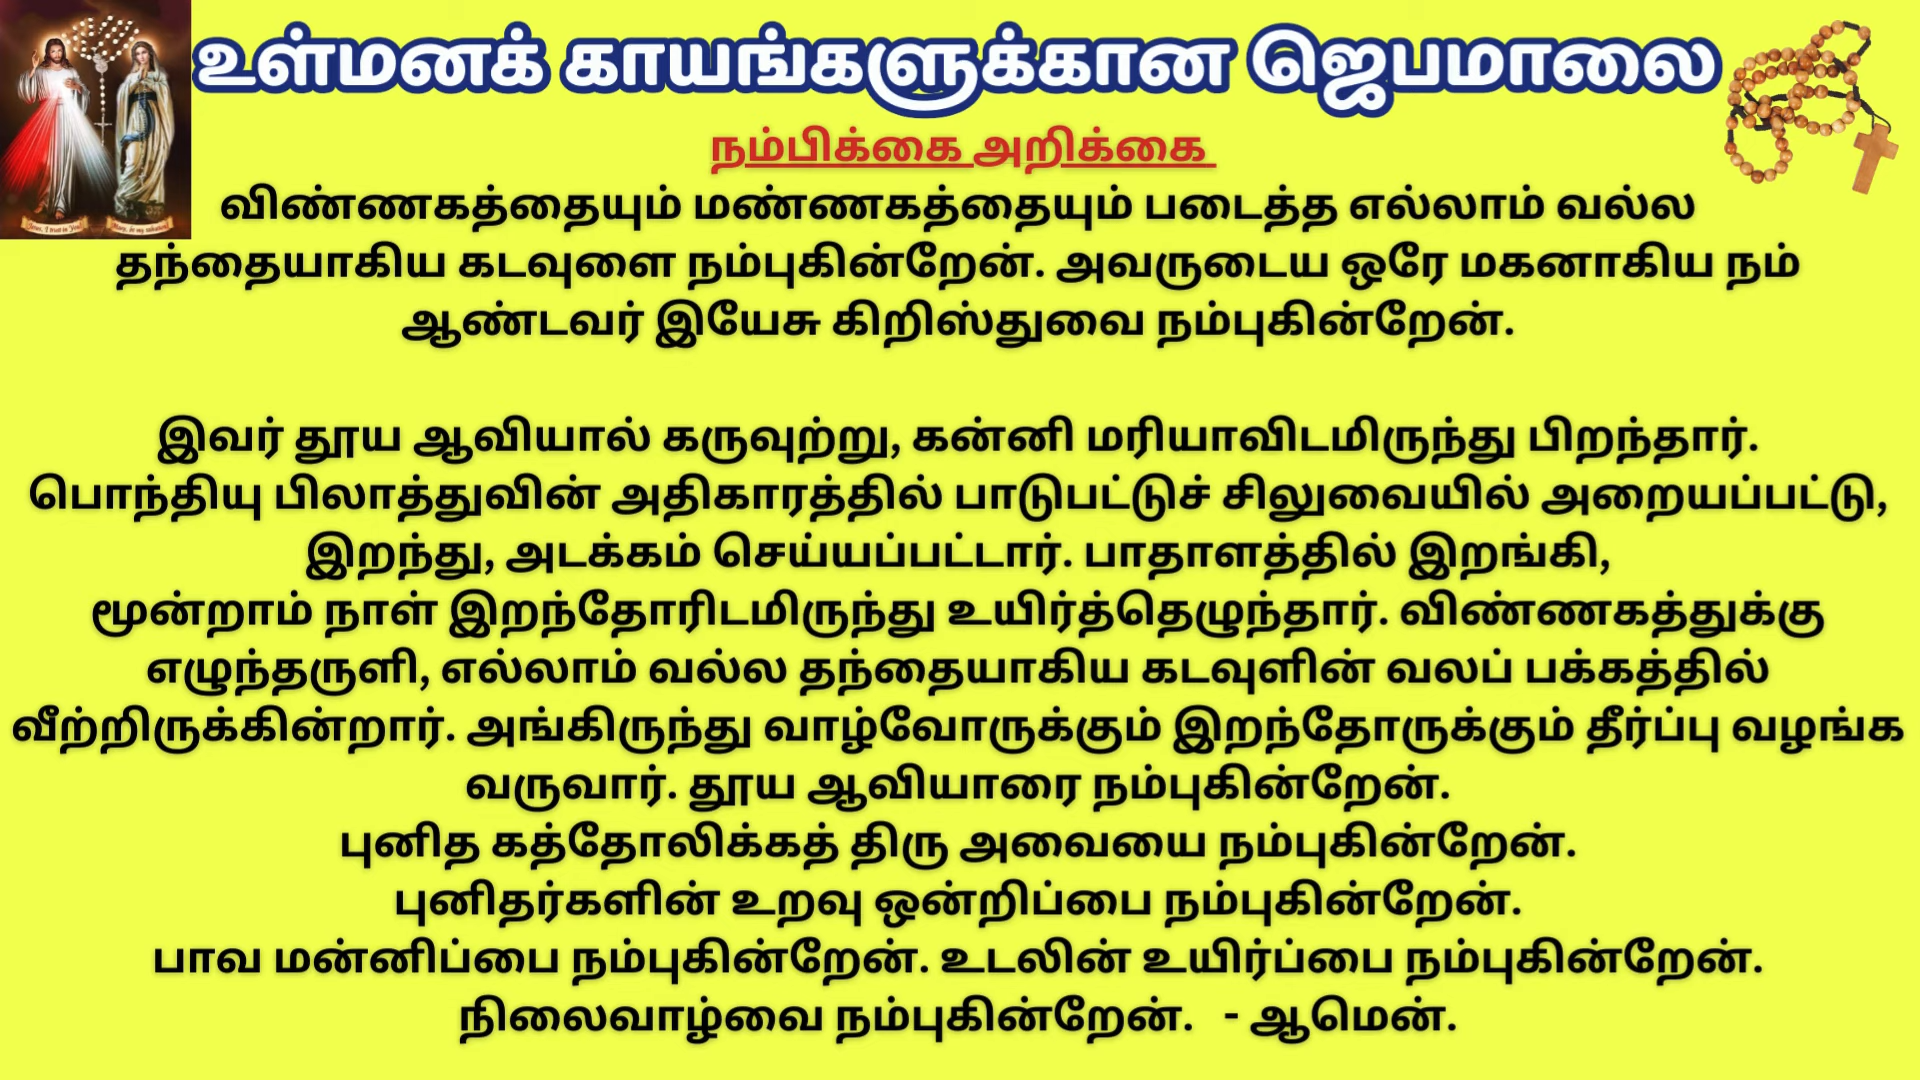 உள்மனக் காயங்களுக்கான ஜெபமாலை
நம்பிக்கை அறிக்கை
விண்ணகத்தையும் மண்ணகத்தையும் படைத்த எல்லாம் வல்ல
தந்தையாகிய கடவுளை நம்புகின்றேன். அவருடைய ஒரே மகனாகிய நம்
ஆண்டவர் இயேசு கிறிஸ்துவை நம்புகின்றேன்.
இவர் தூய ஆவியால் கருவுற்று, கன்னி மரியாவிடமிருந்து பிறந்தார்.
பொந்தியு பிலாத்துவின் அதிகாரத்தில் பாடுபட்டுச் சிலுவையில் அறையப்பட்டு,
இறந்து, அடக்கம் செய்யப்பட்டார். பாதாளத்தில் இறங்கி,
மூன்றாம் நாள் இறந்தோரிடமிருந்து உயிர்த்தெழுந்தார். விண்ணகத்துக்கு
எழுந்தருளி, எல்லாம் வல்ல தந்தையாகிய கடவுளின் வலப் பக்கத்தில்
வீற்றிருக்கின்றார். அங்கிருந்து வாழ்வோருக்கும் இறந்தோருக்கும் தீர்ப்பு வழங்க
வருவார். தூய ஆவியாரை நம்புகின்றேன்.
புனித கத்தோலிக்கத் திரு அவையை நம்புகின்றேன்.
புனிதர்களின் உறவு ஒன்றிப்பை நம்புகின்றேன்.
பாவ மன்னிப்பை நம்புகின்றேன். உடலின் உயிர்ப்பை நம்புகின்றேன்.
நிலைவாழ்வை நம்புகின்றேன். - ஆமென்.